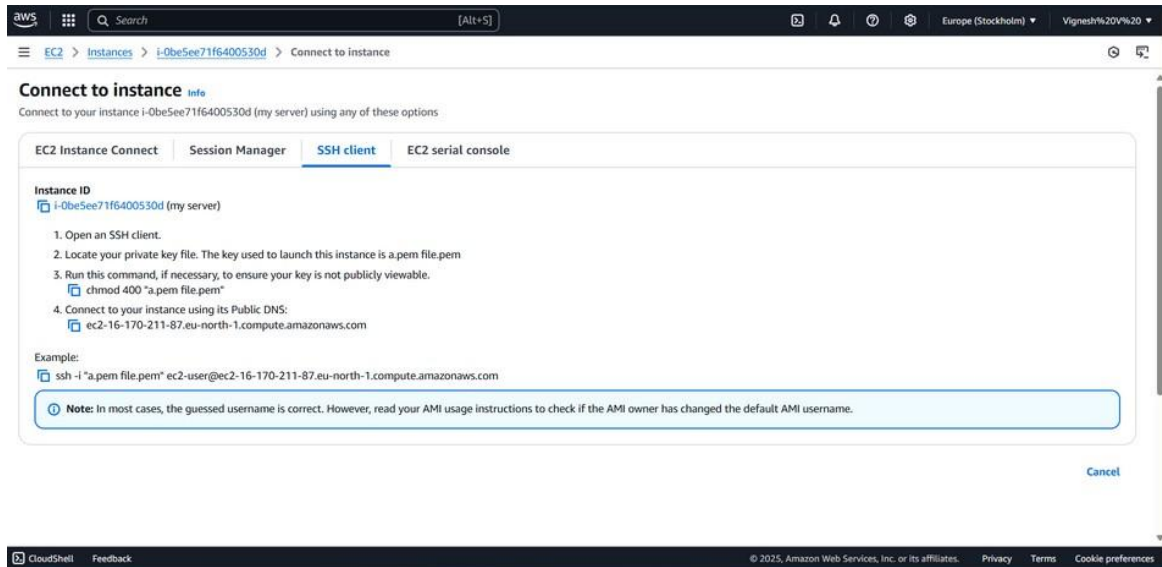 aws
Search [Alt+S] Europe (Stockholm) Vignesh%20V%20
EC2 > Instances > i-0be5ee71f6400530d > Connect to instance
Connect to instance Info
Connect to your instance i-0be5ee71f6400530d (my server) using any of these options
EC2 Instance Connect Session Manager SSH client EC2 serial console
Instance ID
i-0be5ee71f6400530d (my server)
1. Open an SSH client.
2. Locate your private key file. The key used to launch this instance is a.pem file.pem
3. Run this command, if necessary, to ensure your key is not publicly viewable.
chmod 400 "a.pem file.pem"
4. Connect to your instance using its Public DNS:
ec2-16-170-211-87.eu-north-1.compute.amazonaws.com
Example:
ssh -i "a.pem file.pem" ec2-user@ec2-16-170-211-87.eu-north-1.compute.amazonaws.com
Note: In most cases, the guessed username is correct. However, read your AMI usage instructions to check if the AMI owner has changed the default AMI username.
Cancel
CloudShell Feedback © 2025, Amazon Web Services, Inc. or its affiliates. Privacy Terms Cookie preferences